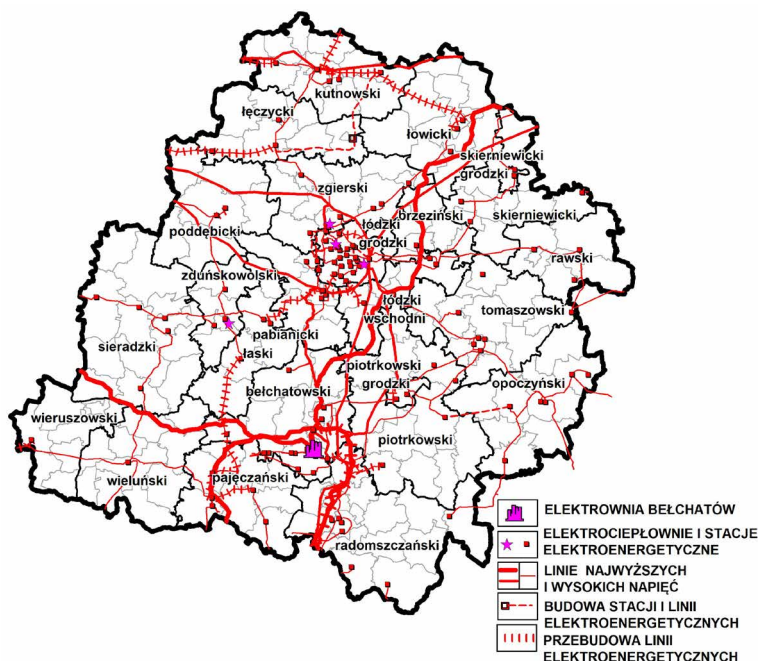 kutnowski
łęczycki
łowicki
skierniewicki
grodzki
zgierski
brzeziński
skierniewicki
łódzki
grodzki
poddębicki
rawski
zduńskowolski
łódzki
wschodni
tomaszowski
pabianicki
sieradzki
łaski
piotrkowski
grodzki
opoczyński
bełchatowski
wieruszowski
piotrkowski
wieluński
pajęczański
radomszczański
ELEKTROWNIA BEŁCHATÓW
ELEKTROCIEPŁOWNIE I STACJE
ELEKTROENERGETYCZNE
LINIE NAJWYŻSZYCH
I WYSOKICH NAPIĘĆ
BUDOWA STACJI I LINII
ELEKTROENERGETYCZNYCH
PRZEBUDOWA LINII
ELEKTROENERGETYCZNYCH